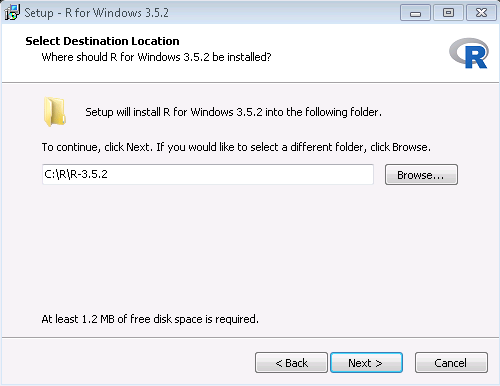 Setup - R for Windows 3.5.2
Select Destination Location
Where should R for Windows 3.5.2 be installed?
R
Setup will install R for Windows 3.5.2 into the following folder.
To continue, click Next. If you would like to select a different folder, click Browse.
C:\R\R-3.5.2
Browse...
At least 1.2 MB of free disk space is required.
< Back
Next >
Cancel